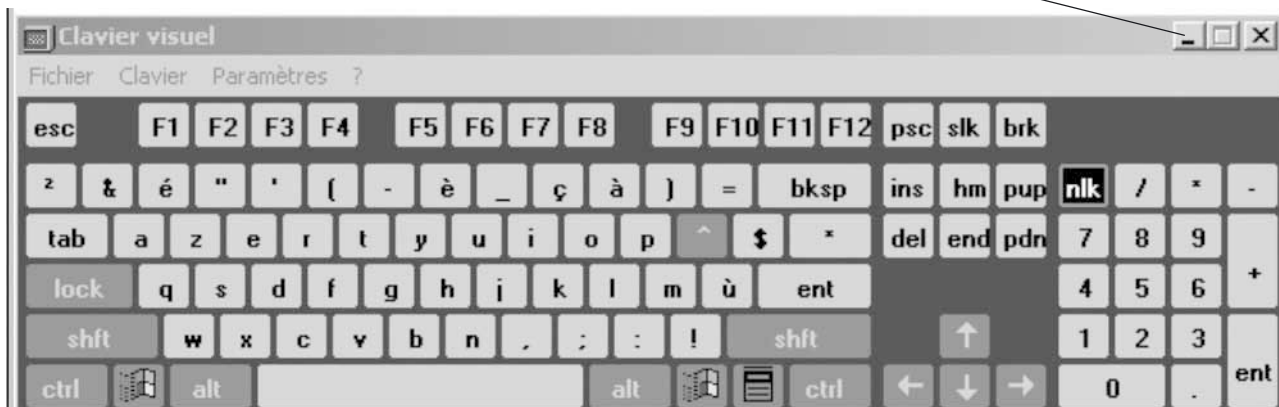 Clavier visuel
Fichier Clavier Paramètres ?
esc F1 F2 F3 F4 F5 F6 F7 F8 F9 F10 F11 F12 psc slk brk
² & é " ' ( - è _ ç à ) = bksp ins hm pup nlk / * -
tab a z e r t y u i o p ^ $ * del end pdn 7 8 9 +
lock q s d f g h j k l m ù ent 4 5 6
shft w x c v b n , ; : ! shft ↑ 1 2 3 ent
ctrl alt alt ctrl ← ↓ → 0 .